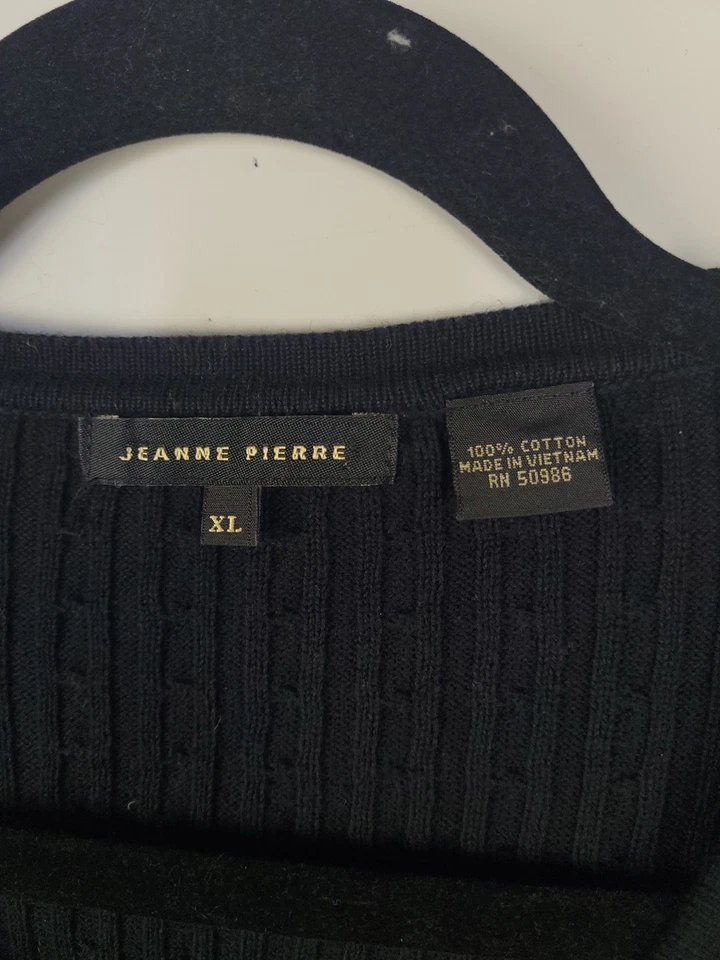 JEANNE PIERRE
XL
100% COTTON
MADE IN VIETNAM
RN 50986